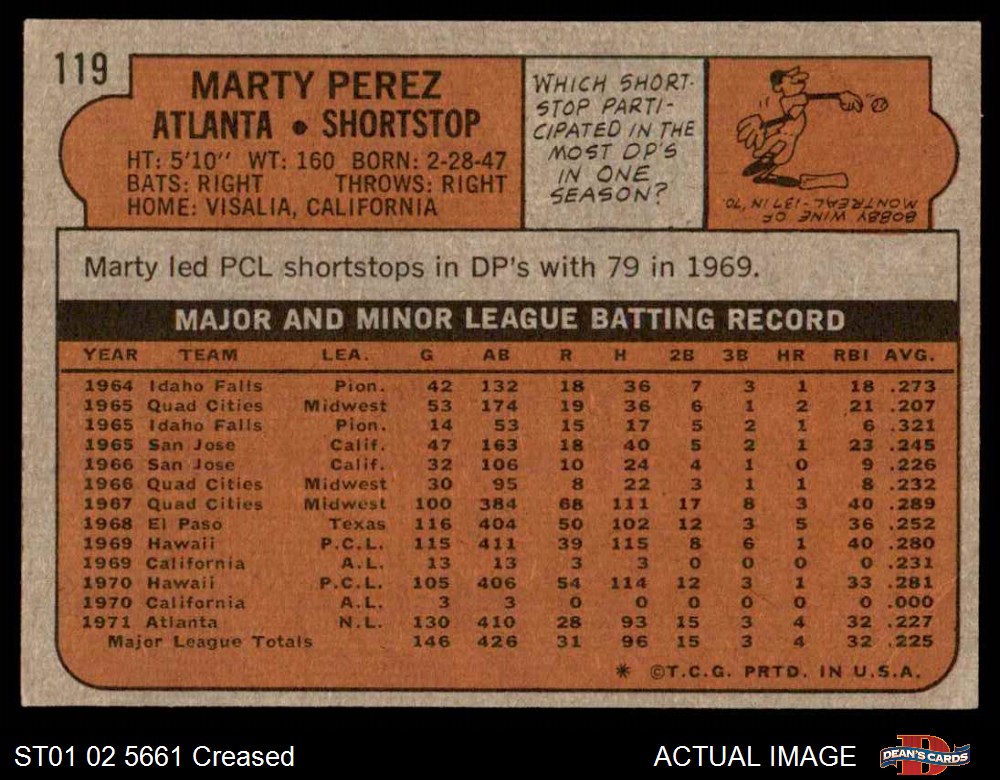 119
MARTY PEREZ
ATLANTA • SHORTSTOP
HT: 5'10" WT: 160 BORN: 2-28-47
BATS: RIGHT THROWS: RIGHT
HOME: VISALIA, CALIFORNIA
WHICH SHORT-
STOP PARTI-
CIPATED IN THE
MOST DP'S
IN ONE
SEASON?
BOBBY WINE OF
MONTREAL-137 IN '70.
Marty led PCL shortstops in DP's with 79 in 1969.
MAJOR AND MINOR LEAGUE BATTING RECORD
YEAR TEAM LEA. G AB R H 2B 3B HR RBI AVG.
1964 Idaho Falls Pion. 42 132 18 36 7 3 1 18 .273
1965 Quad Cities Midwest 53 174 19 36 6 1 2 21 .207
1965 Idaho Falls Pion. 14 53 15 17 5 2 1 6 .321
1965 San Jose Calif. 47 163 18 40 5 2 1 23 .245
1966 San Jose Calif. 32 106 10 24 4 1 0 9 .226
1966 Quad Cities Midwest 30 95 8 22 3 1 1 8 .232
1967 Quad Cities Midwest 100 384 68 111 17 8 3 40 .289
1968 El Paso Texas 116 404 50 102 12 3 5 36 .252
1969 Hawaii P.C.L. 115 411 39 115 8 6 1 40 .280
1969 California A.L. 13 13 3 3 0 0 0 0 .231
1970 Hawaii P.C.L. 105 406 54 114 12 3 1 33 .281
1970 California A.L. 3 3 0 0 0 0 0 0 .000
1971 Atlanta N.L. 130 410 28 93 15 3 4 32 .227
Major League Totals 146 426 31 96 15 3 4 32 .225
* ©T.C.G. PRTD. IN U.S.A.
ST01 02 5661 Creased
ACTUAL IMAGE
D
DEAN'S CARDS